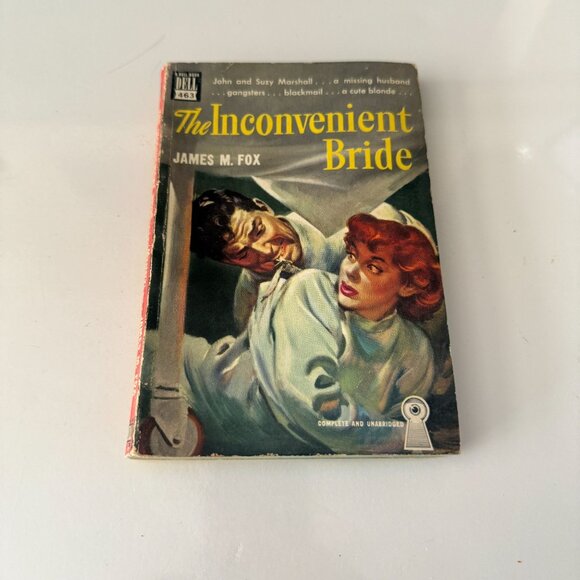 A DELL BOOK
DELL
463
John and Suzy Marshall . . . a missing husband
. . . gangsters . . . blackmail . . . a cute blonde . . .
The Inconvenient
Bride
JAMES M. FOX
COMPLETE AND UNABRIDGED